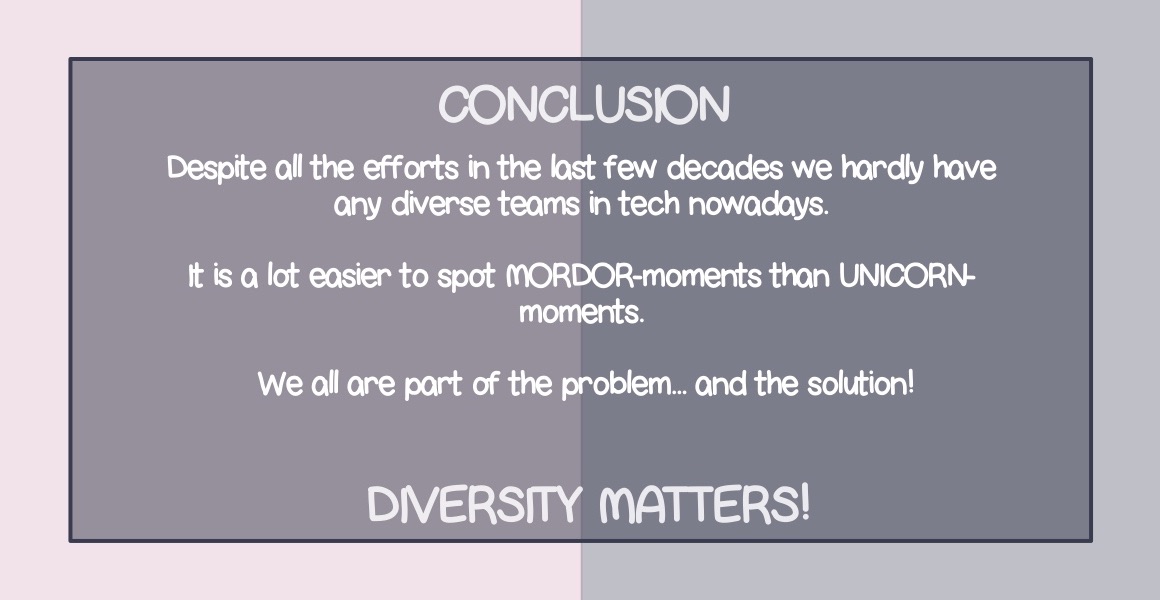 CONCLUSION
Despite all the efforts in the last few decades we hardly have
any diverse teams in tech nowadays.
It is a lot easier to spot MORDOR-moments than UNICORN-
moments.
We all are part of the problem... and the solution!
DIVERSITY MATTERS!